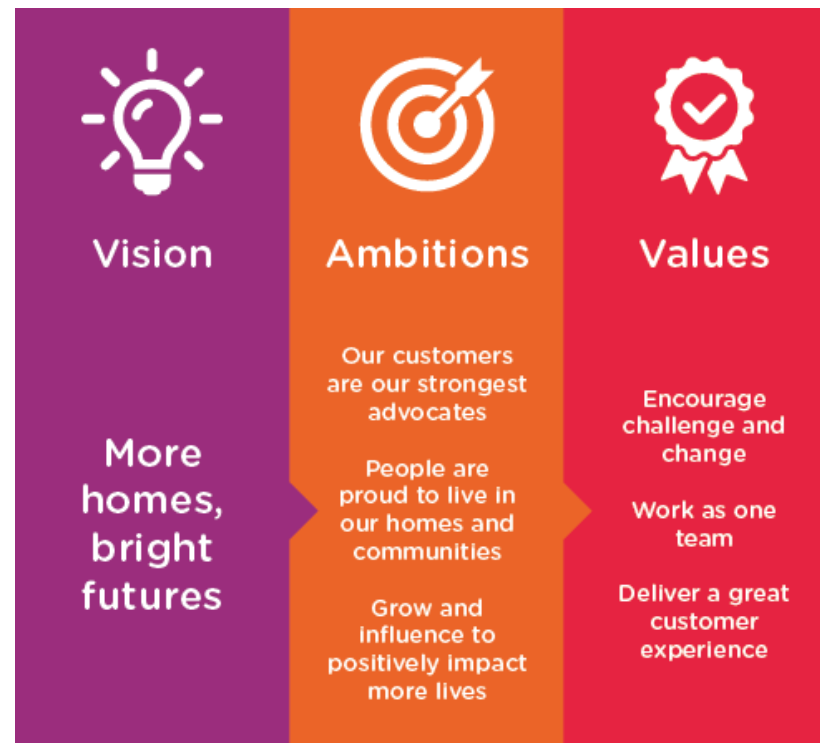 Vision
More
homes,
bright
futures
Ambitions
Our customers
are our strongest
advocates
People are
proud to live in
our homes and
communities
Grow and
influence to
positively impact
more lives
Values
Encourage
challenge and
change
Work as one
team
Deliver a great
customer
experience